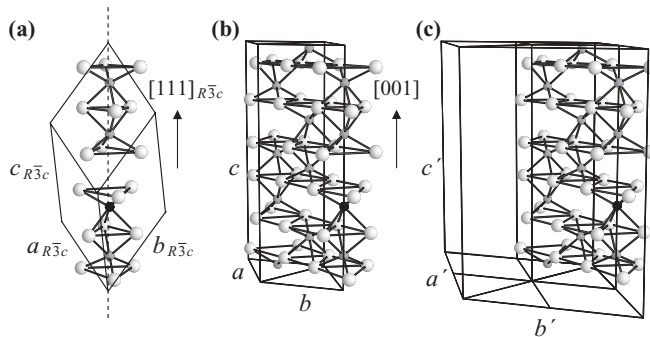 (a)
[111]R3̅c
cR3̅c
aR3̅c
bR3̅c
(b)
[001]
c
a
b
(c)
c′
a′
b′